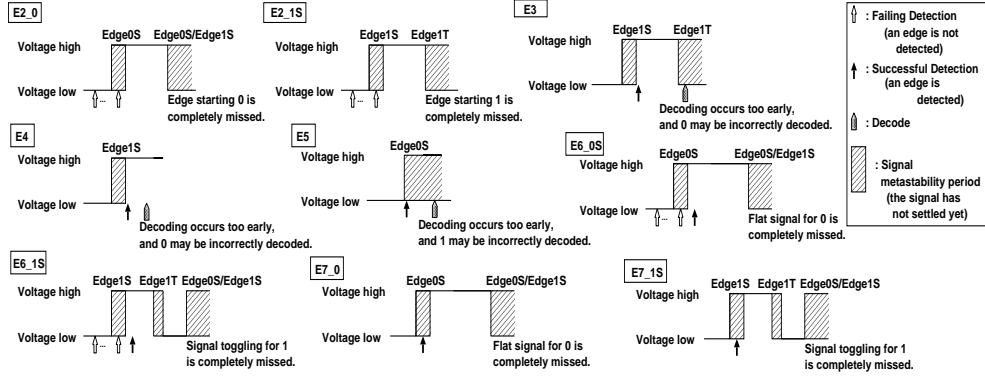 E2_0
Edge0S Edge0S/Edge1S
Voltage high
Voltage low
...
Edge starting 0 is
completely missed.
E2_1S
Edge1S Edge1T
Voltage high
Voltage low
...
Edge starting 1 is
completely missed.
E3
Edge1S Edge1T
Voltage high
Voltage low
Decoding occurs too early,
and 0 may be incorrectly decoded.
: Failing Detection
(an edge is not
detected)
: Successful Detection
(an edge is
detected)
: Decode
: Signal
metastability period
(the signal has
not settled yet)
E4
Edge1S
Voltage high
Voltage low
Decoding occurs too early,
and 0 may be incorrectly decoded.
E5
Edge0S
Voltage high
Voltage low
Decoding occurs too early,
and 1 may be incorrectly decoded.
E6_0S
Edge0S Edge0S/Edge1S
Voltage high
Voltage low
...
Flat signal for 0 is
completely missed.
E6_1S
Edge1S Edge1T Edge0S/Edge1S
Voltage high
Voltage low
...
Signal toggling for 1
is completely missed.
E7_0
Edge0S Edge0S/Edge1S
Voltage high
Voltage low
Flat signal for 0 is
completely missed.
E7_1S
Edge1S Edge1T Edge0S/Edge1S
Voltage high
Voltage low
Signal toggling for 1
is completely missed.